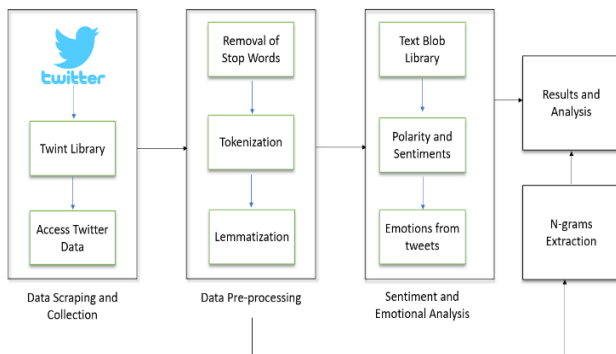 twitter
Twint Library
Access Twitter
Data
Data Scraping and
Collection
Removal of
Stop Words
Tokenization
Lemmatization
Data Pre-processing
Text Blob
Library
Polarity and
Sentiments
Emotions from
tweets
Sentiment and
Emotional Analysis
Results and
Analysis
N-grams
Extraction